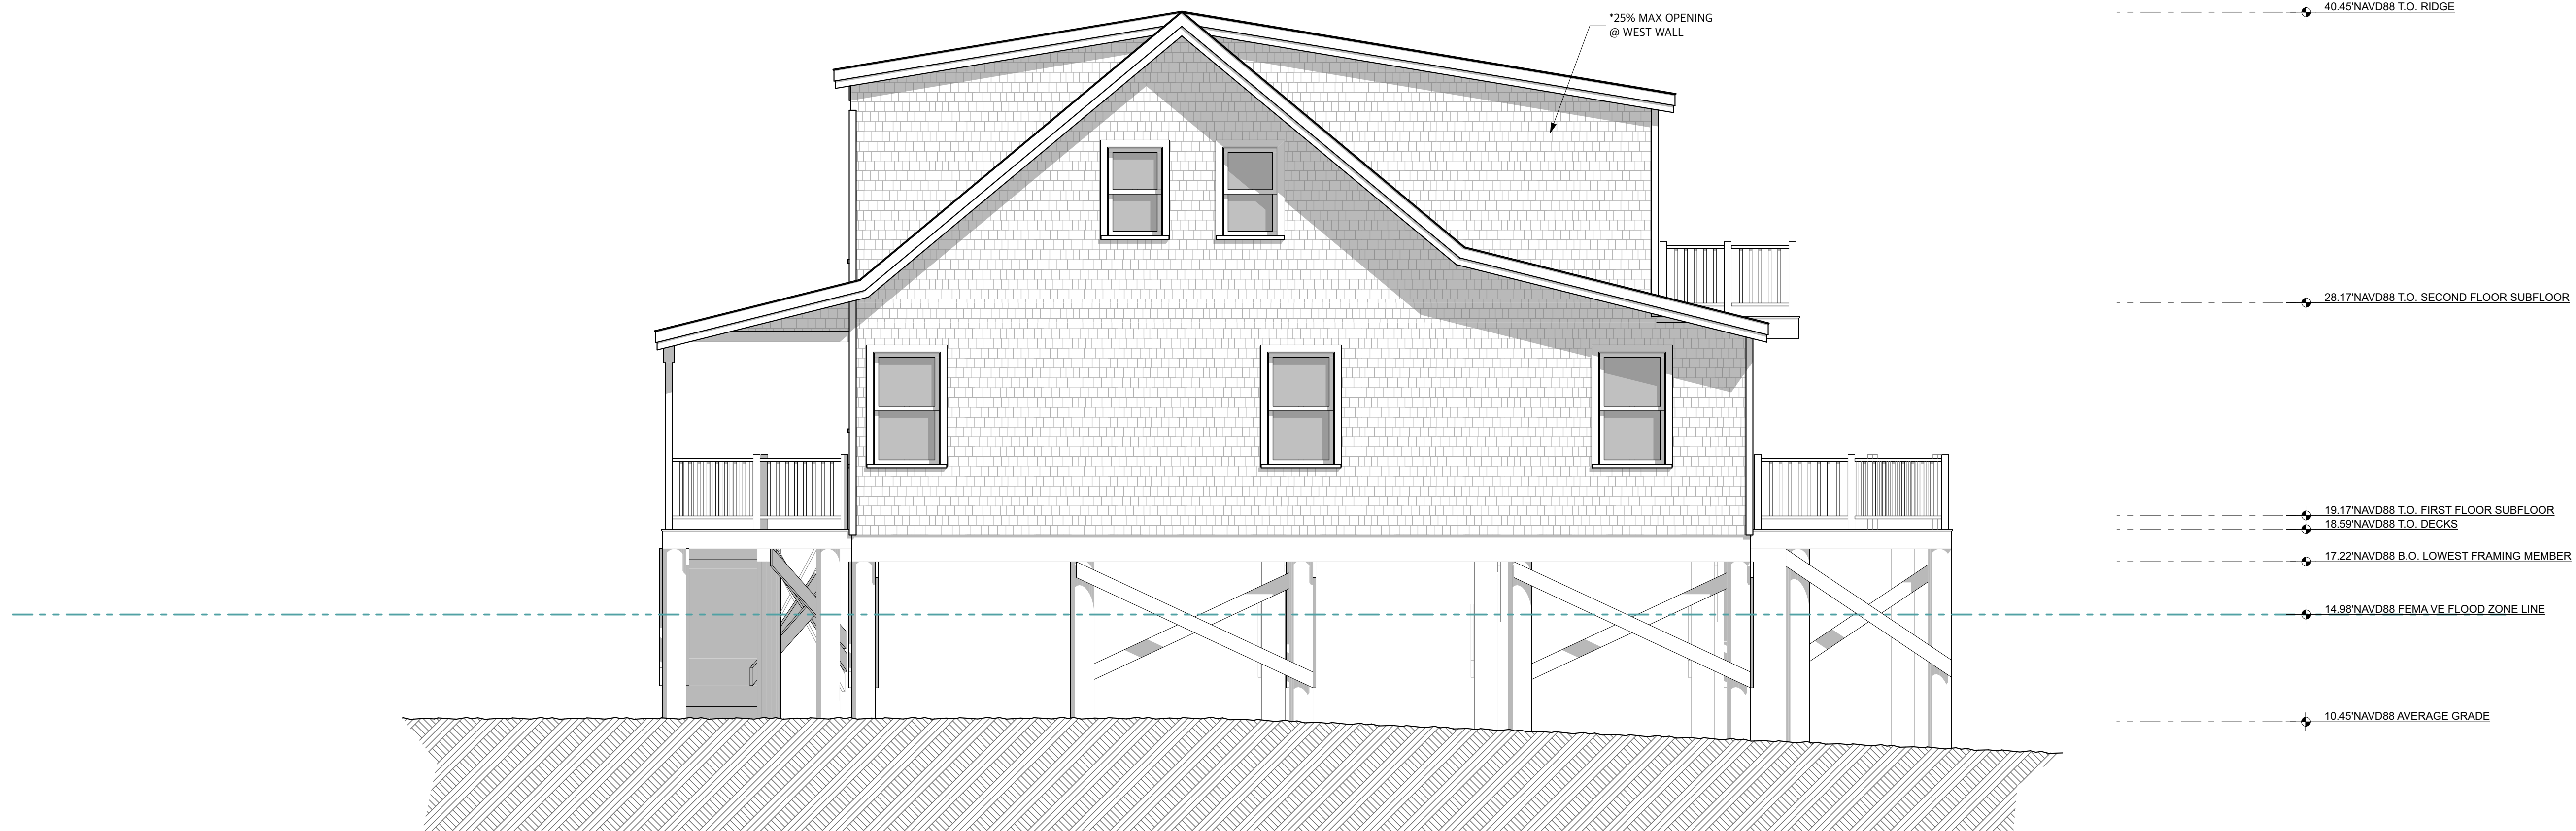 *25% MAX OPENING
@ WEST WALL
40.45'NAVD88 T.O. RIDGE
28.17'NAVD88 T.O. SECOND FLOOR SUBFLOOR
19.17'NAVD88 T.O. FIRST FLOOR SUBFLOOR
18.59'NAVD88 T.O. DECKS
17.22'NAVD88 B.O. LOWEST FRAMING MEMBER
14.98'NAVD88 FEMA VE FLOOD ZONE LINE
10.45'NAVD88 AVERAGE GRADE